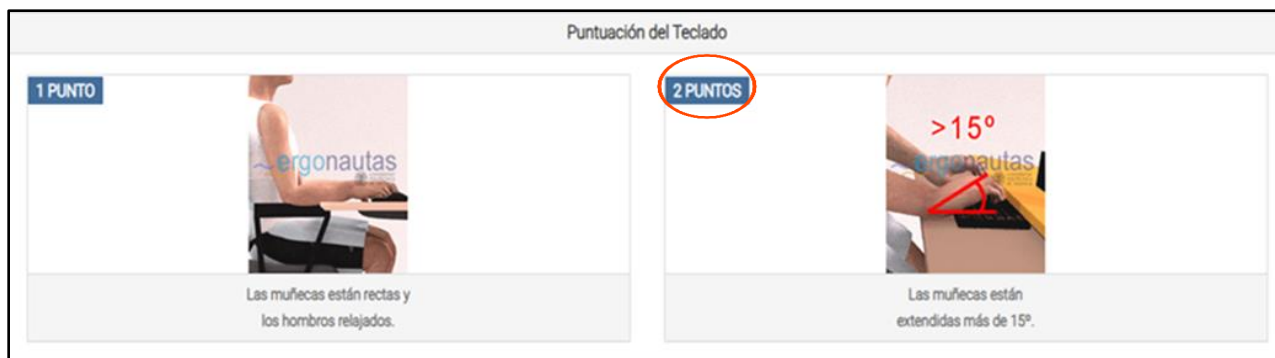 Puntuación del Teclado
1 PUNTO
ergonautas
Las muñecas están rectas y
los hombros relajados.
2 PUNTOS
>15º
ergonautas
Las muñecas están
extendidas más de 15º.